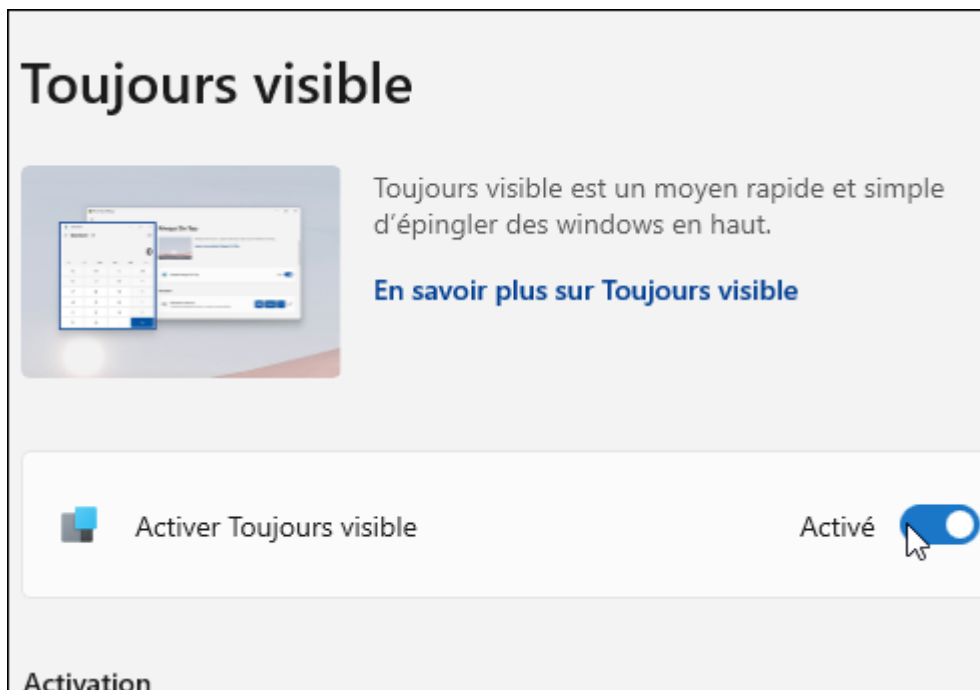 Toujours visible
Toujours visible est un moyen rapide et simple
d'épingler des windows en haut.
En savoir plus sur Toujours visible
Activer Toujours visible
Activé
Activation